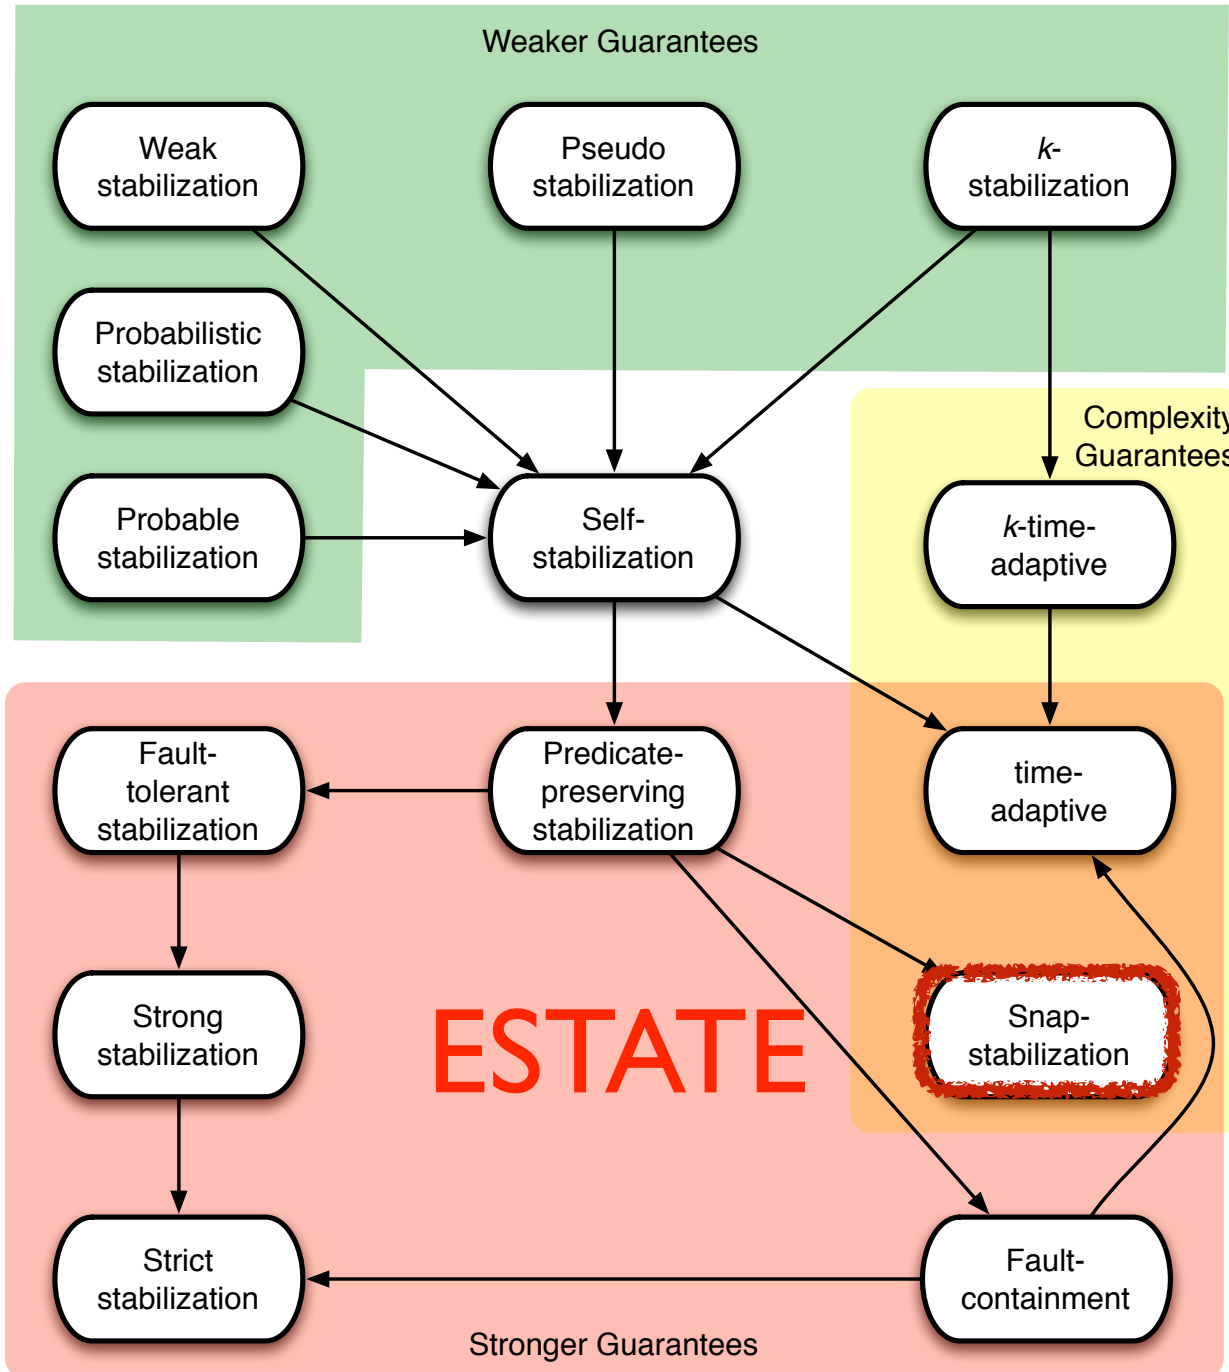 Weaker Guarantees
Weak
stabilization
Pseudo
stabilization
k-
stabilization
Probabilistic
stabilization
Complexity
Guarantees
Probable
stabilization
Self-
stabilization
k-time-
adaptive
Fault-
tolerant
stabilization
Predicate-
preserving
stabilization
time-
adaptive
Strong
stabilization
ESTATE
Snap-
stabilization
Strict
stabilization
Fault-
containment
Stronger Guarantees